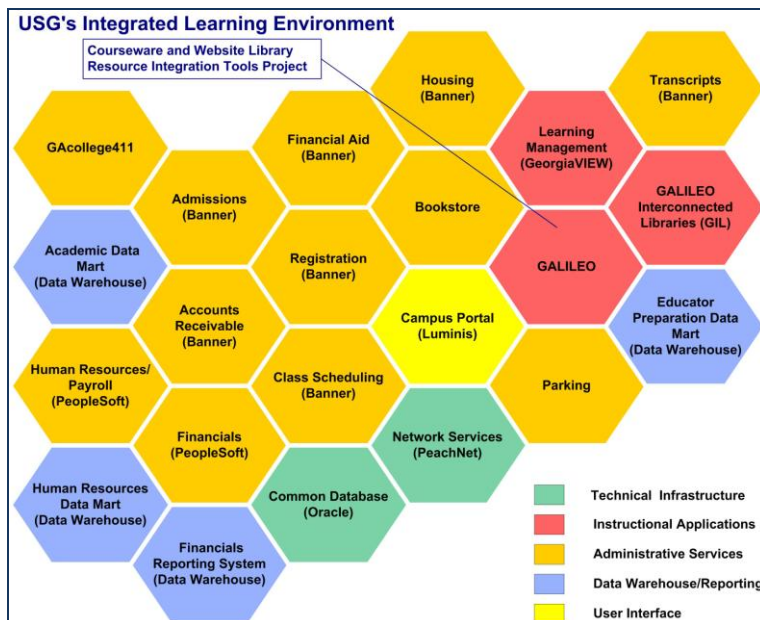 USG's Integrated Learning Environment
Courseware and Website Library
Resource Integration Tools Project
Housing
(Banner)
Transcripts
(Banner)
GAcollege411
Financial Aid
(Banner)
Learning
Management
(GeorgiaVIEW)
Admissions
(Banner)
Bookstore
GALILEO
Interconnected
Libraries (GIL)
Academic Data
Mart
(Data Warehouse)
Registration
(Banner)
GALILEO
Accounts
Receivable
(Banner)
Campus Portal
(Luminis)
Educator
Preparation Data
Mart
(Data Warehouse)
Human Resources/
Payroll
(PeopleSoft)
Class Scheduling
(Banner)
Parking
Financials
(PeopleSoft)
Network Services
(PeachNet)
Human Resources
Data Mart
(Data Warehouse)
Common Database
(Oracle)
Financials
Reporting System
(Data Warehouse)
Technical Infrastructure
Instructional Applications
Administrative Services
Data Warehouse/Reporting
User Interface